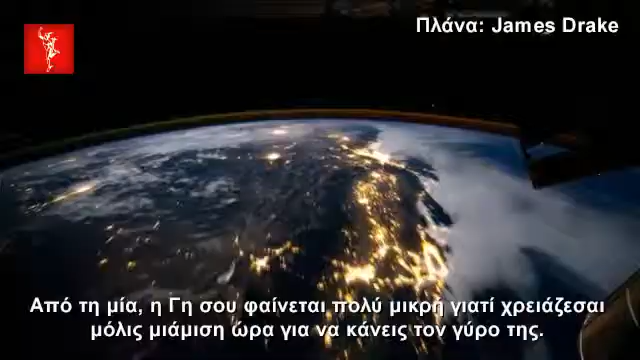 Πλάνα: James Drake
Από τη μία, η Γη σου φαίνεται πολύ μικρή γιατί χρειάζεσαι
μόλις μιάμιση ώρα για να κάνεις τον γύρο της.